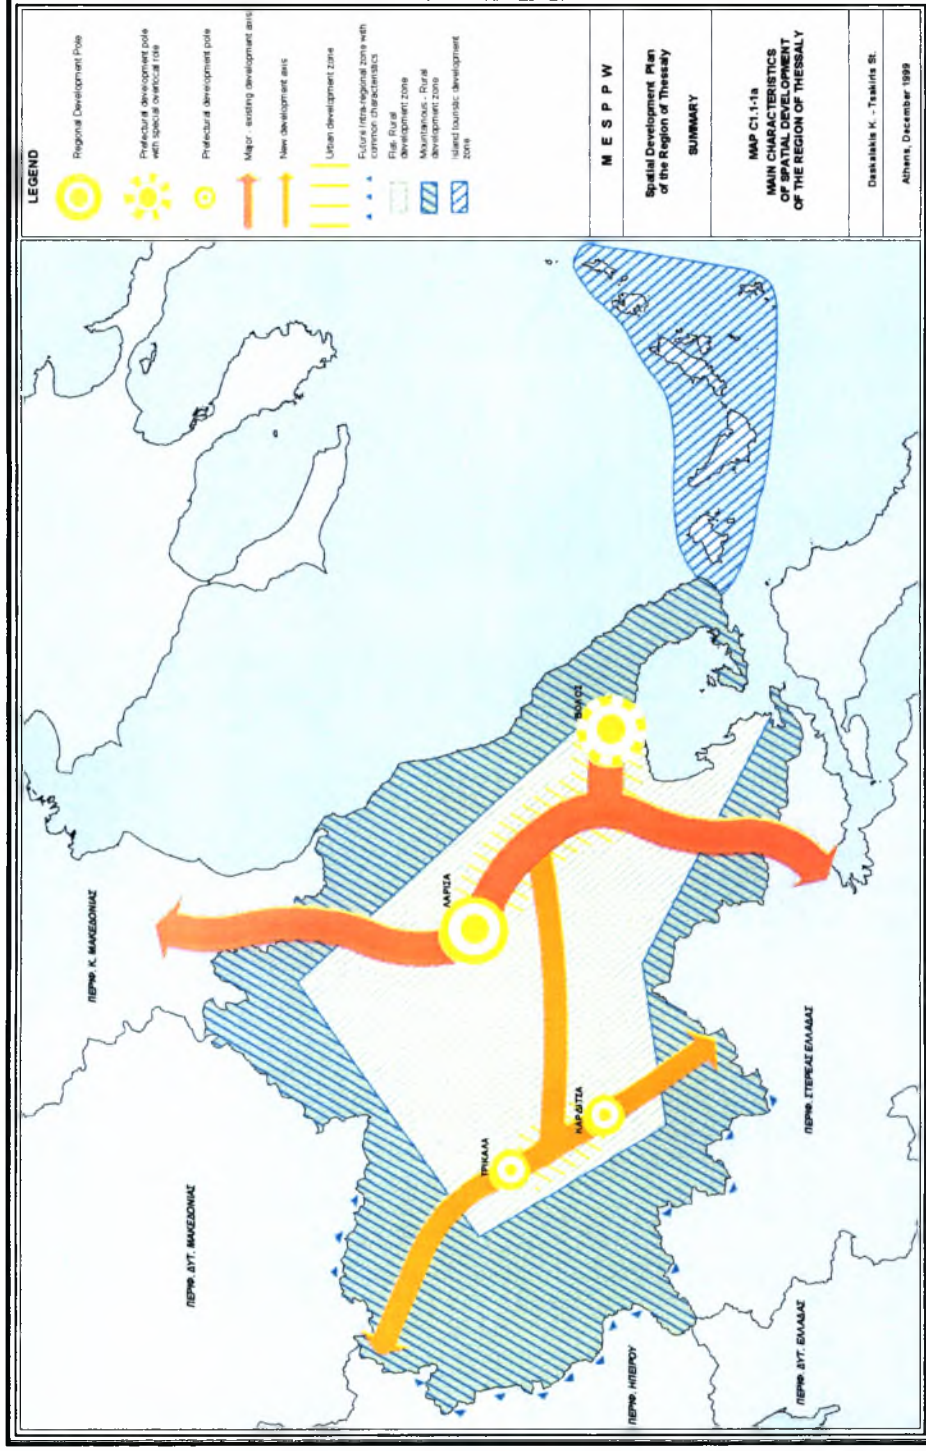 LEGEND
Regional Development Pole
Prefectural development pole
with special overlocal role
Prefectural development pole
Major - existing development axis
New development axis
Urban development zone
Future Intra-regional zone with
common characteristics
Flat- Rural
development zone
Mountainous - Rural
development zone
Island touristic development
zone
M E S P P W
Spatial Development Plan
of the Region of Thessaly
SUMMARY
MAP C1.1-1a
MAIN CHARACTERISTICS
OF SPATIAL DEVELOPMENT
OF THE REGION OF THESSALY
Daskalakis K. - Tsakiris St.
Athens, December 1999
ΠΕΡΙΦ. Κ. ΜΑΚΕΔΟΝΙΑΣ
ΠΕΡΙΦ. ΔΥΤ. ΜΑΚΕΔΟΝΙΑΣ
ΛΑΡΙΣΑ
ΒΟΛΟΣ
ΤΡΙΚΑΛΑ
ΚΑΡΔΙΤΣΑ
ΠΕΡΙΦ. ΣΤΕΡΕΑΣ ΕΛΛΑΔΑΣ
ΠΕΡΙΦ. ΗΠΕΙΡΟΥ
ΠΕΡΙΦ. ΔΥΤ. ΕΛΛΑΔΑΣ